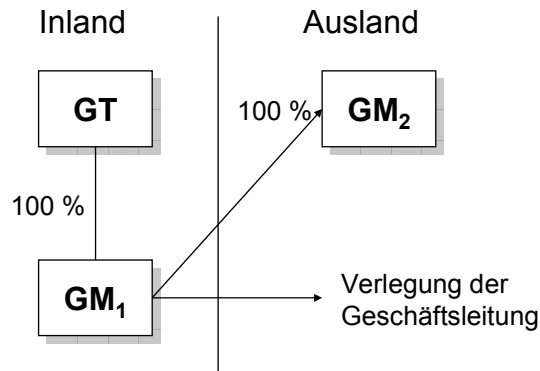 Inland
Ausland
GT
100 %
GM₂
100 %
GM₁
Verlegung der
Geschäftsleitung